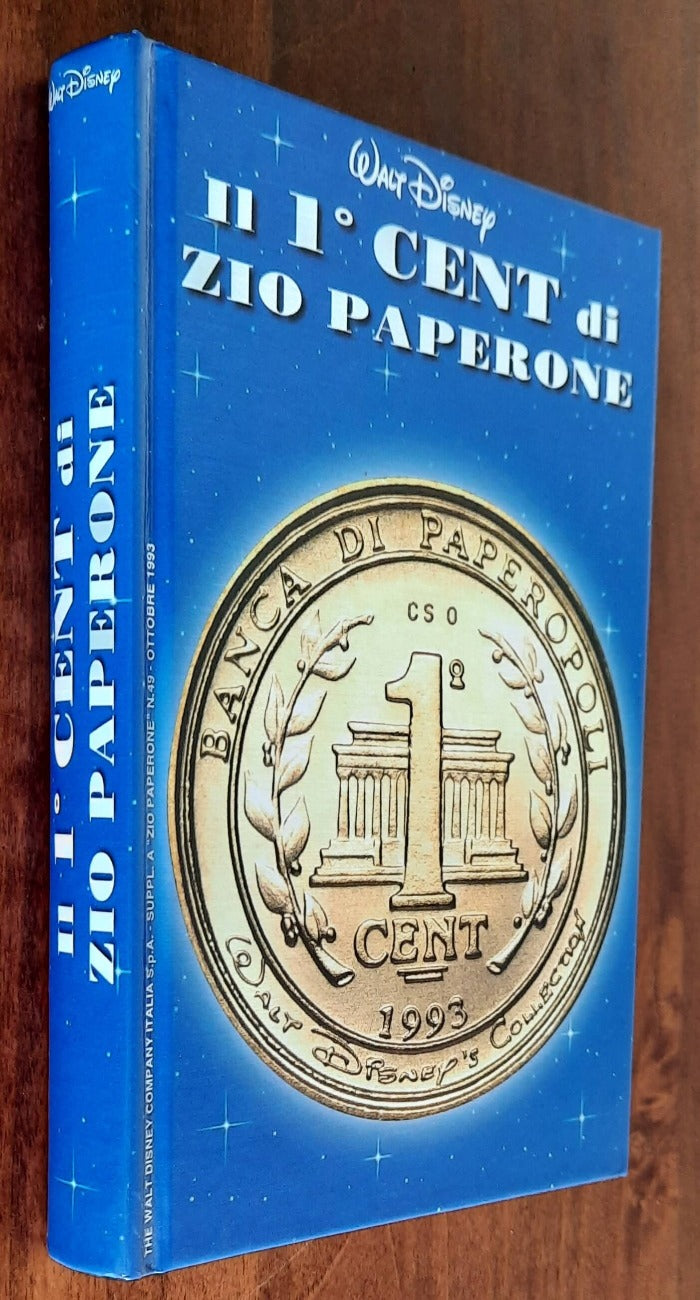 WALT DISNEY
Il 1° CENT di
ZIO PAPERONE
WALT DISNEY
Il 1° CENT di
ZIO PAPERONE
THE WALT DISNEY COMPANY ITALIA S.p.A. - SUPPL. A "ZIO PAPERONE" N.49 - OTTOBRE 1993
BANCA DI PAPEROPOLI
CS O
1º
CENT
1993
WALT DISNEY'S COLLECTION